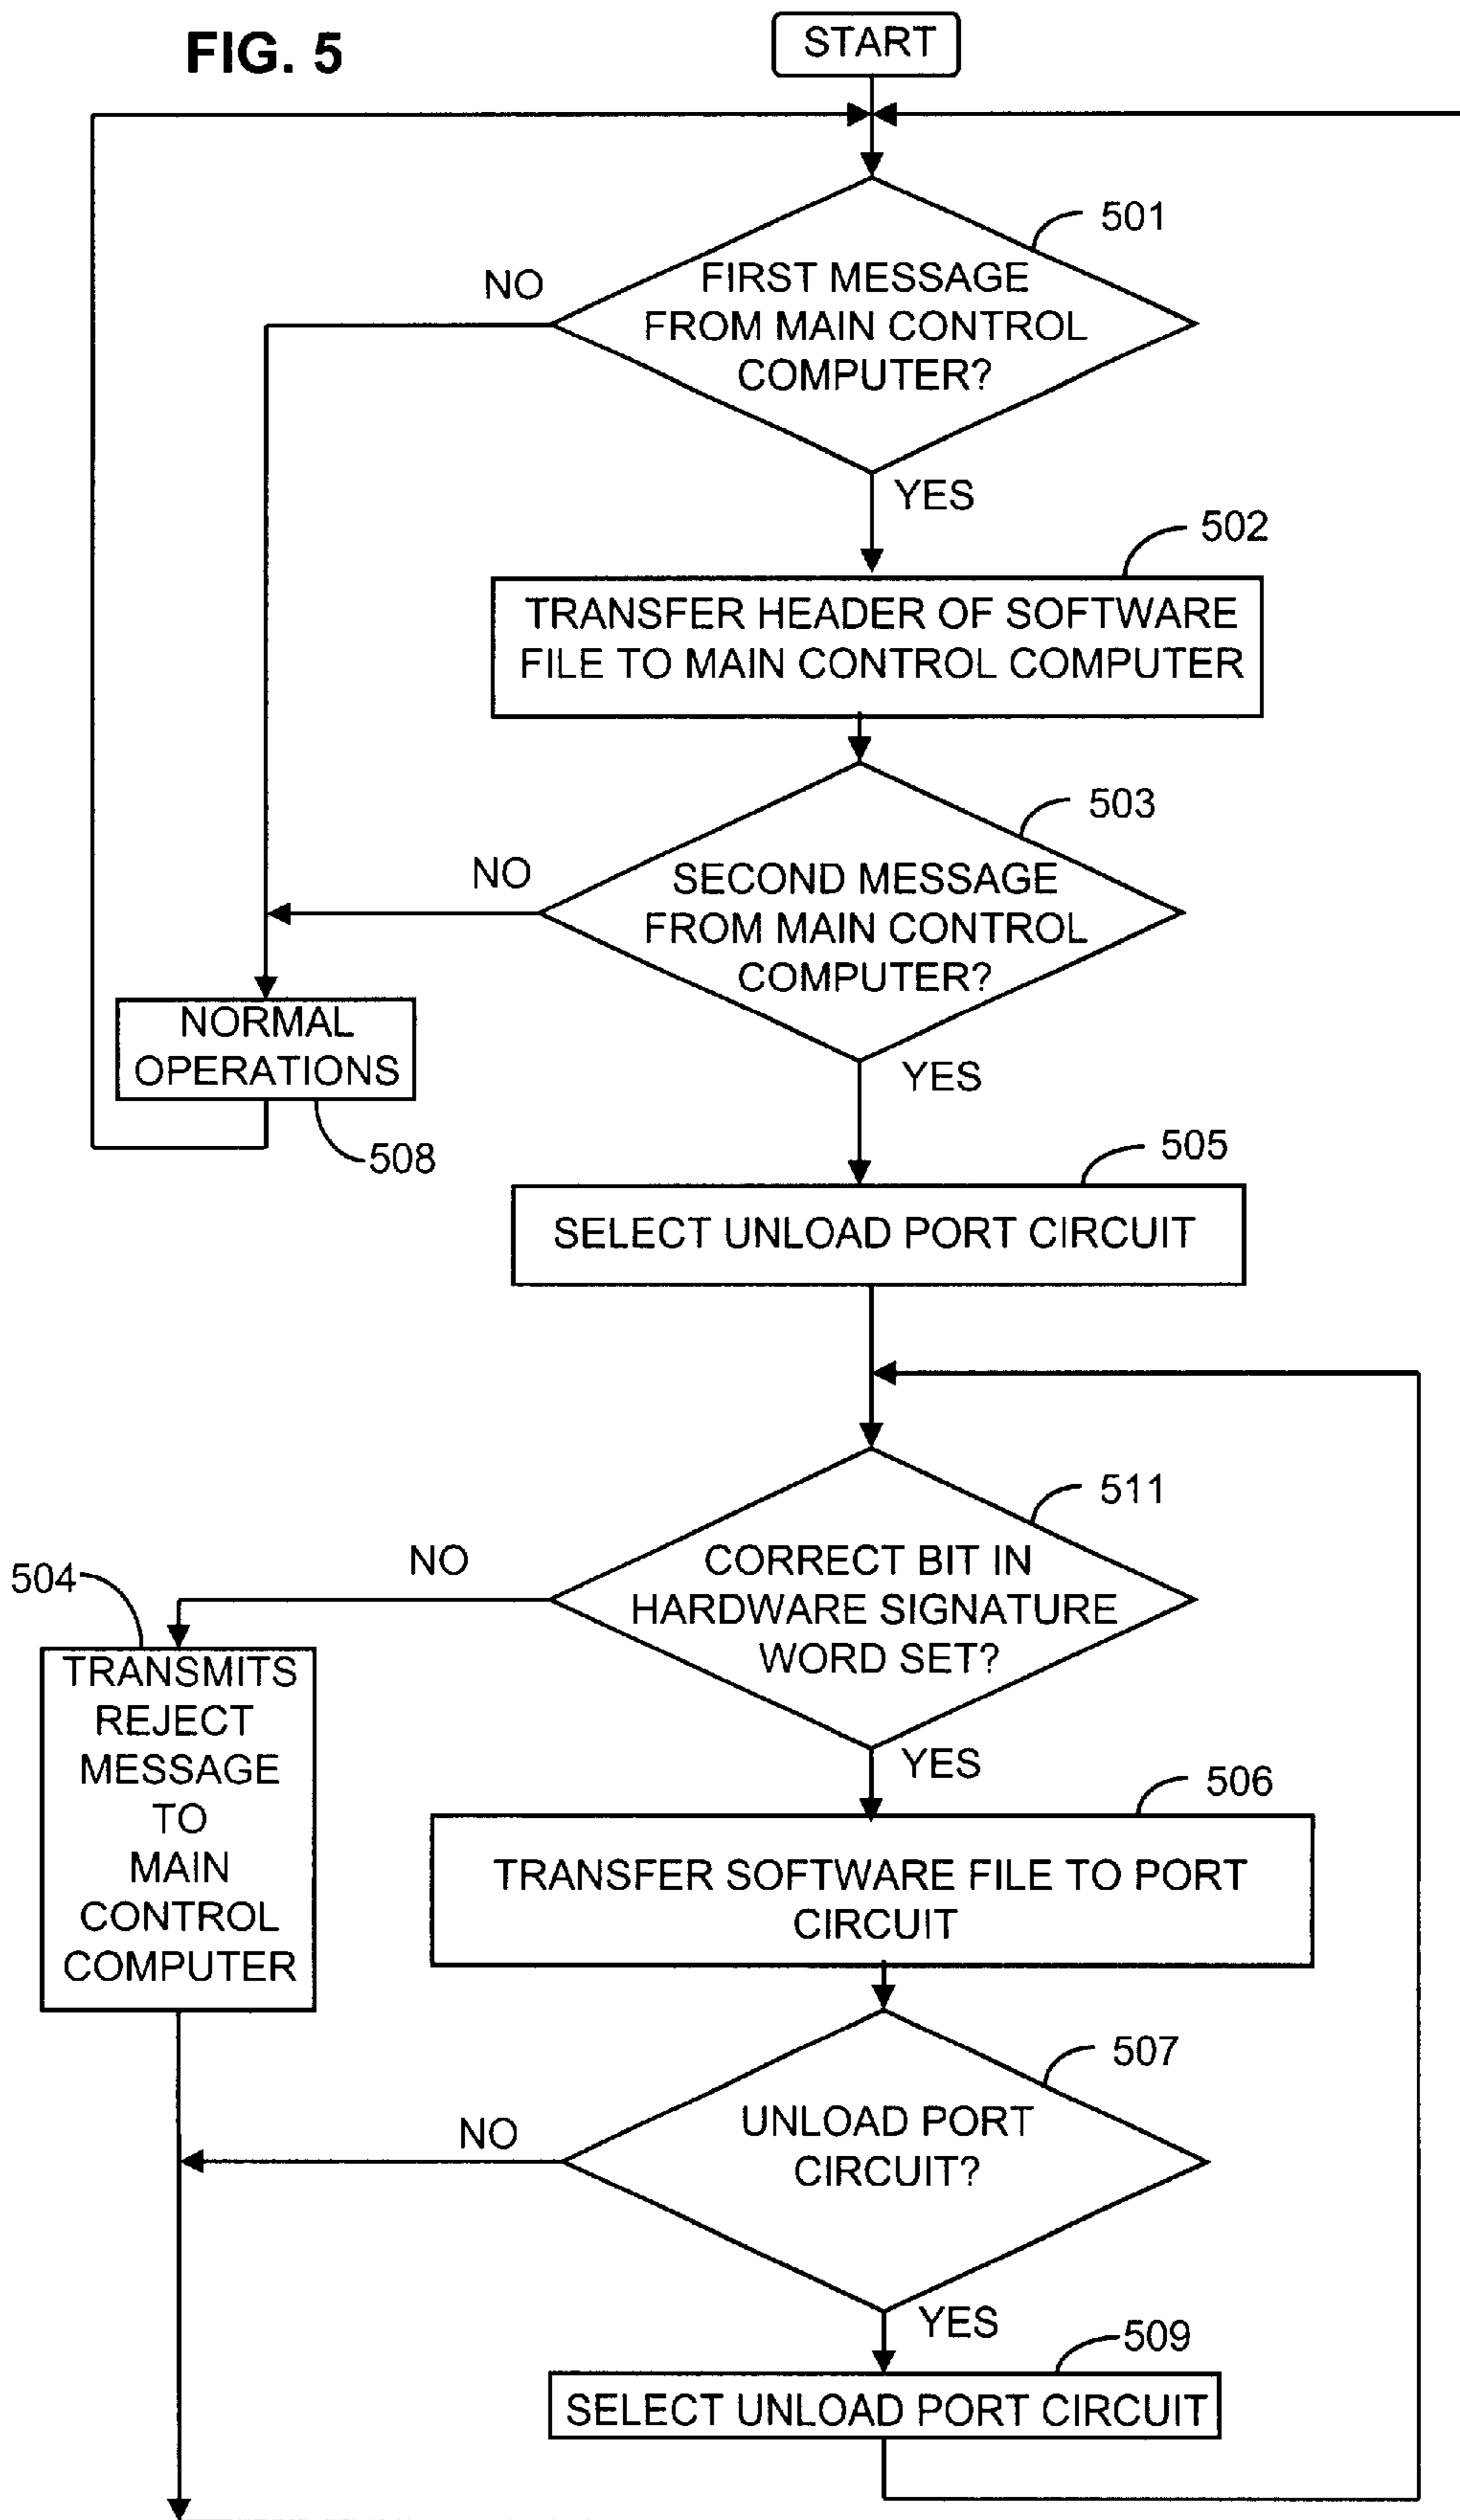 FIG. 5
START
501
NO
FIRST MESSAGE
FROM MAIN CONTROL
COMPUTER?
YES
502
TRANSFER HEADER OF SOFTWARE
FILE TO MAIN CONTROL COMPUTER
503
NO
SECOND MESSAGE
FROM MAIN CONTROL
COMPUTER?
NORMAL
OPERATIONS
508
YES
505
SELECT UNLOAD PORT CIRCUIT
511
NO
CORRECT BIT IN
HARDWARE SIGNATURE
WORD SET?
504
TRANSMITS
REJECT
MESSAGE
TO
MAIN
CONTROL
COMPUTER
YES
506
TRANSFER SOFTWARE FILE TO PORT
CIRCUIT
507
NO
UNLOAD PORT
CIRCUIT?
YES
509
SELECT UNLOAD PORT CIRCUIT